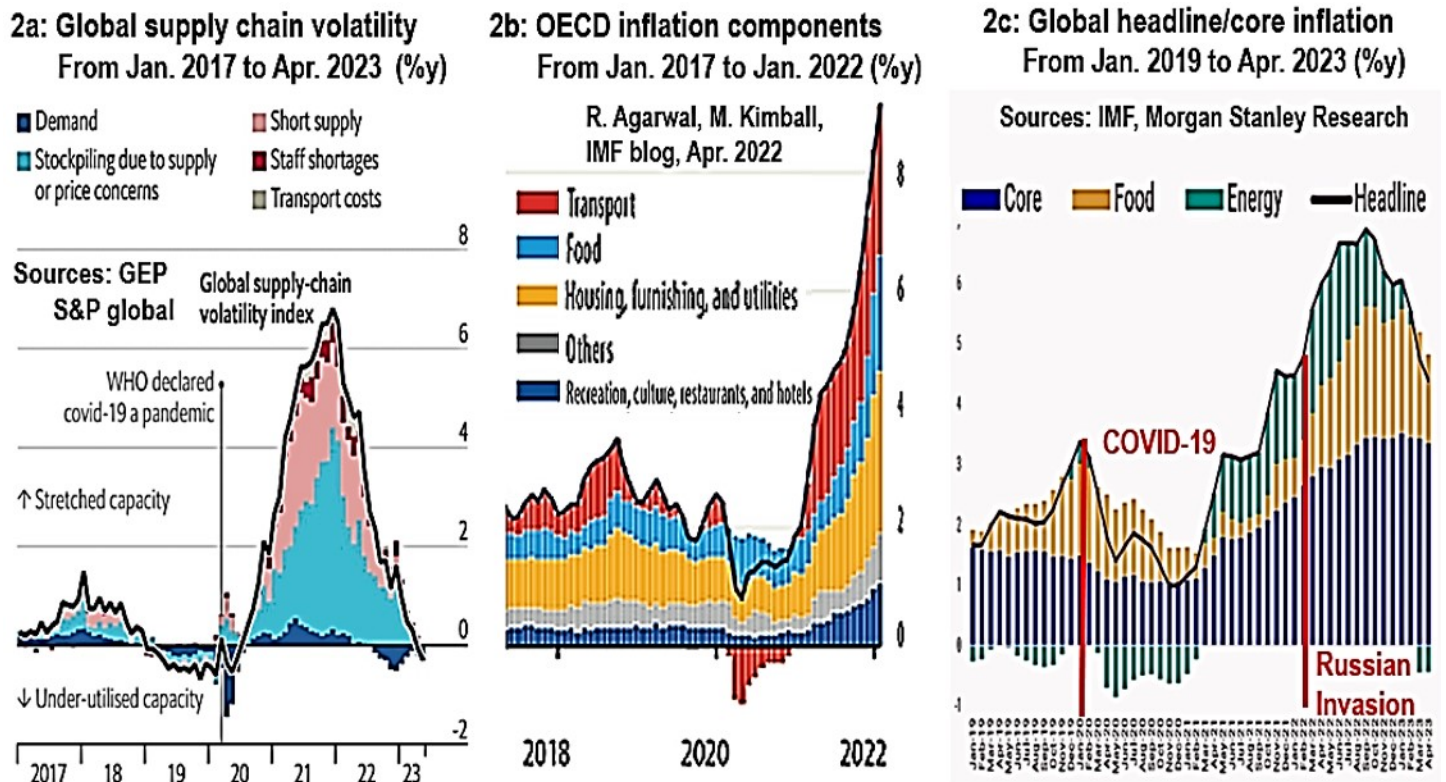 2a: Global supply chain volatility
From Jan. 2017 to Apr. 2023 (%y)
Demand
Stockpiling due to supply
or price concerns
Short supply
Staff shortages
Transport costs
8
Sources: GEP
S&P global
Global supply-chain
volatility index
6
WHO declared
covid-19 a pandemic
4
↑ Stretched capacity
2
0
↓ Under-utilised capacity
-2
2017 18 19 20 21 22 23
2b: OECD inflation components
From Jan. 2017 to Jan. 2022 (%y)
R. Agarwal, M. Kimball,
IMF blog, Apr. 2022
8
Transport
Food
6
Housing, furnishing, and utilities
Others
4
Recreation, culture, restaurants, and hotels
2
0
2018 2020 2022
2c: Global headline/core inflation
From Jan. 2019 to Apr. 2023 (%y)
Sources: IMF, Morgan Stanley Research
Core Food Energy Headline
6
5
4
COVID-19
3
2
1
0
Russian
Invasion
-1